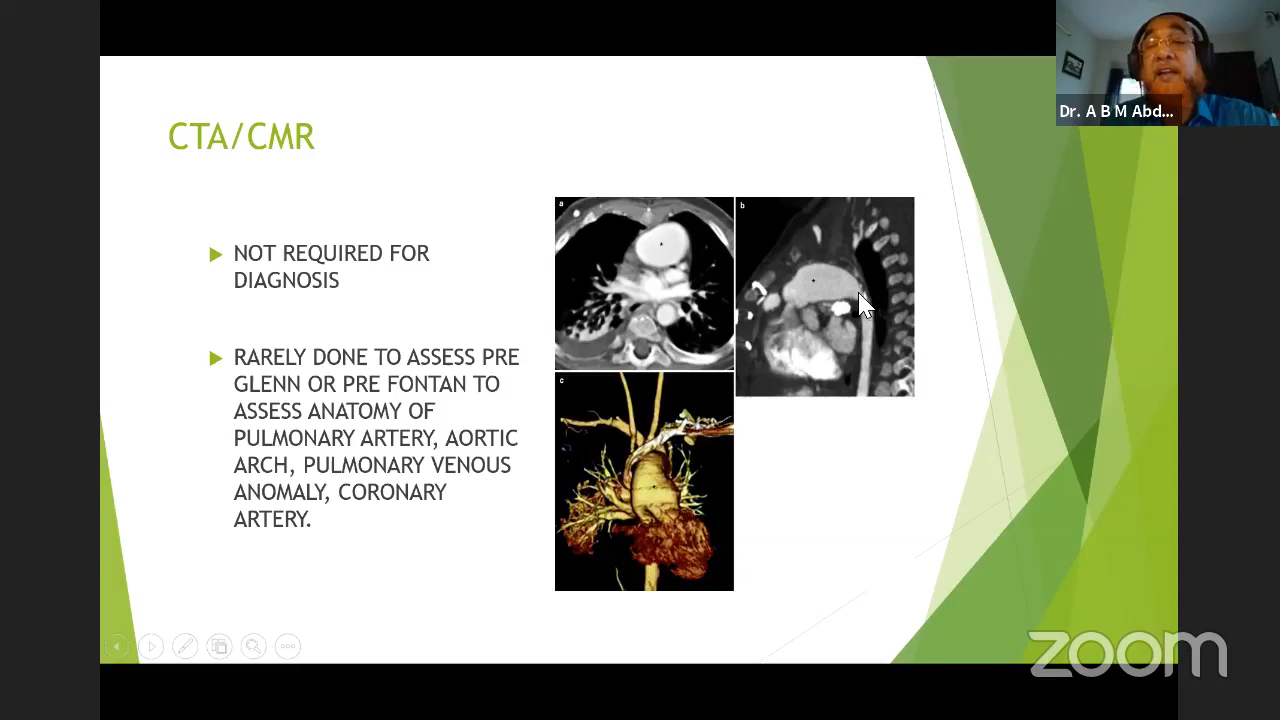 Dr. A B M Abd...
CTA/CMR
NOT REQUIRED FOR
DIAGNOSIS
RARELY DONE TO ASSESS PRE
GLENN OR PRE FONTAN TO
ASSESS ANATOMY OF
PULMONARY ARTERY, AORTIC
ARCH, PULMONARY VENOUS
ANOMALY, CORONARY
ARTERY.
a
b
c
zoom